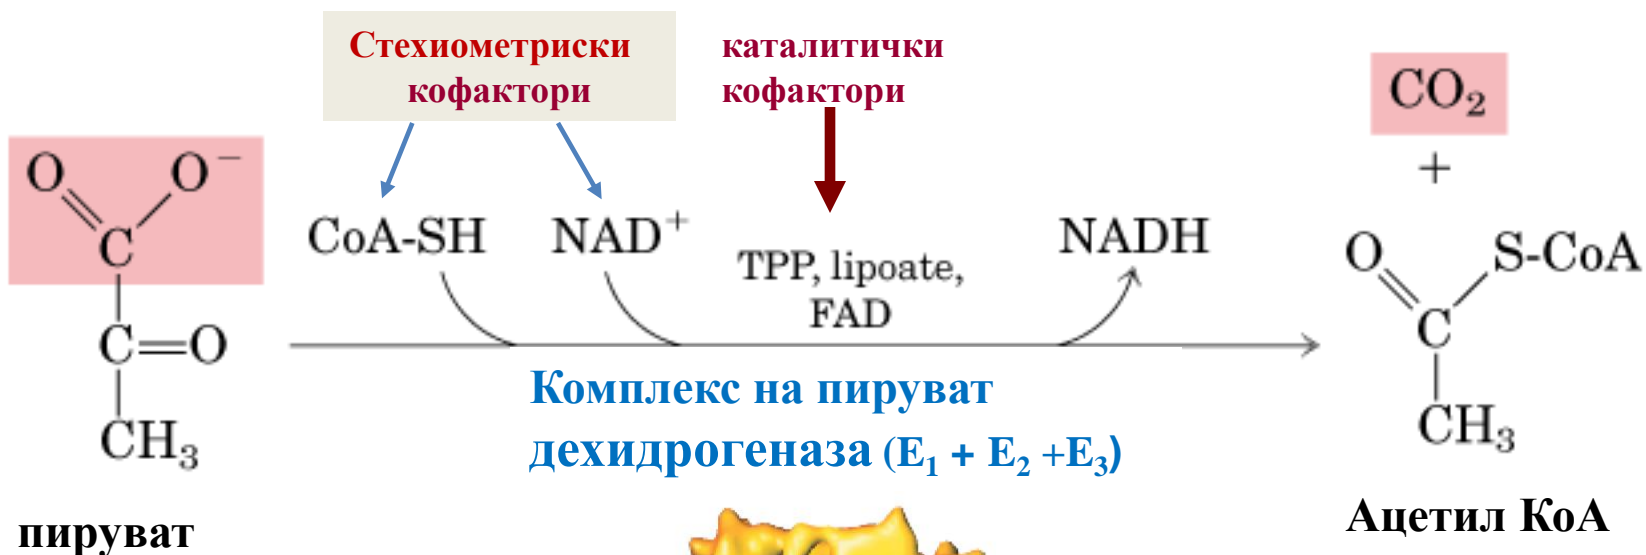 Стехиометриски
кофактори
каталитички
кофактори
CO₂
+
O
O⁻
C
C=O
CH₃
CoA-SH
NAD⁺
TPP, lipoate,
FAD
NADH
O
S-CoA
C
CH₃
Комплекс на пируват
дехидрогеназа (E₁ + E₂ +E₃)
пируват
Ацетил КоА